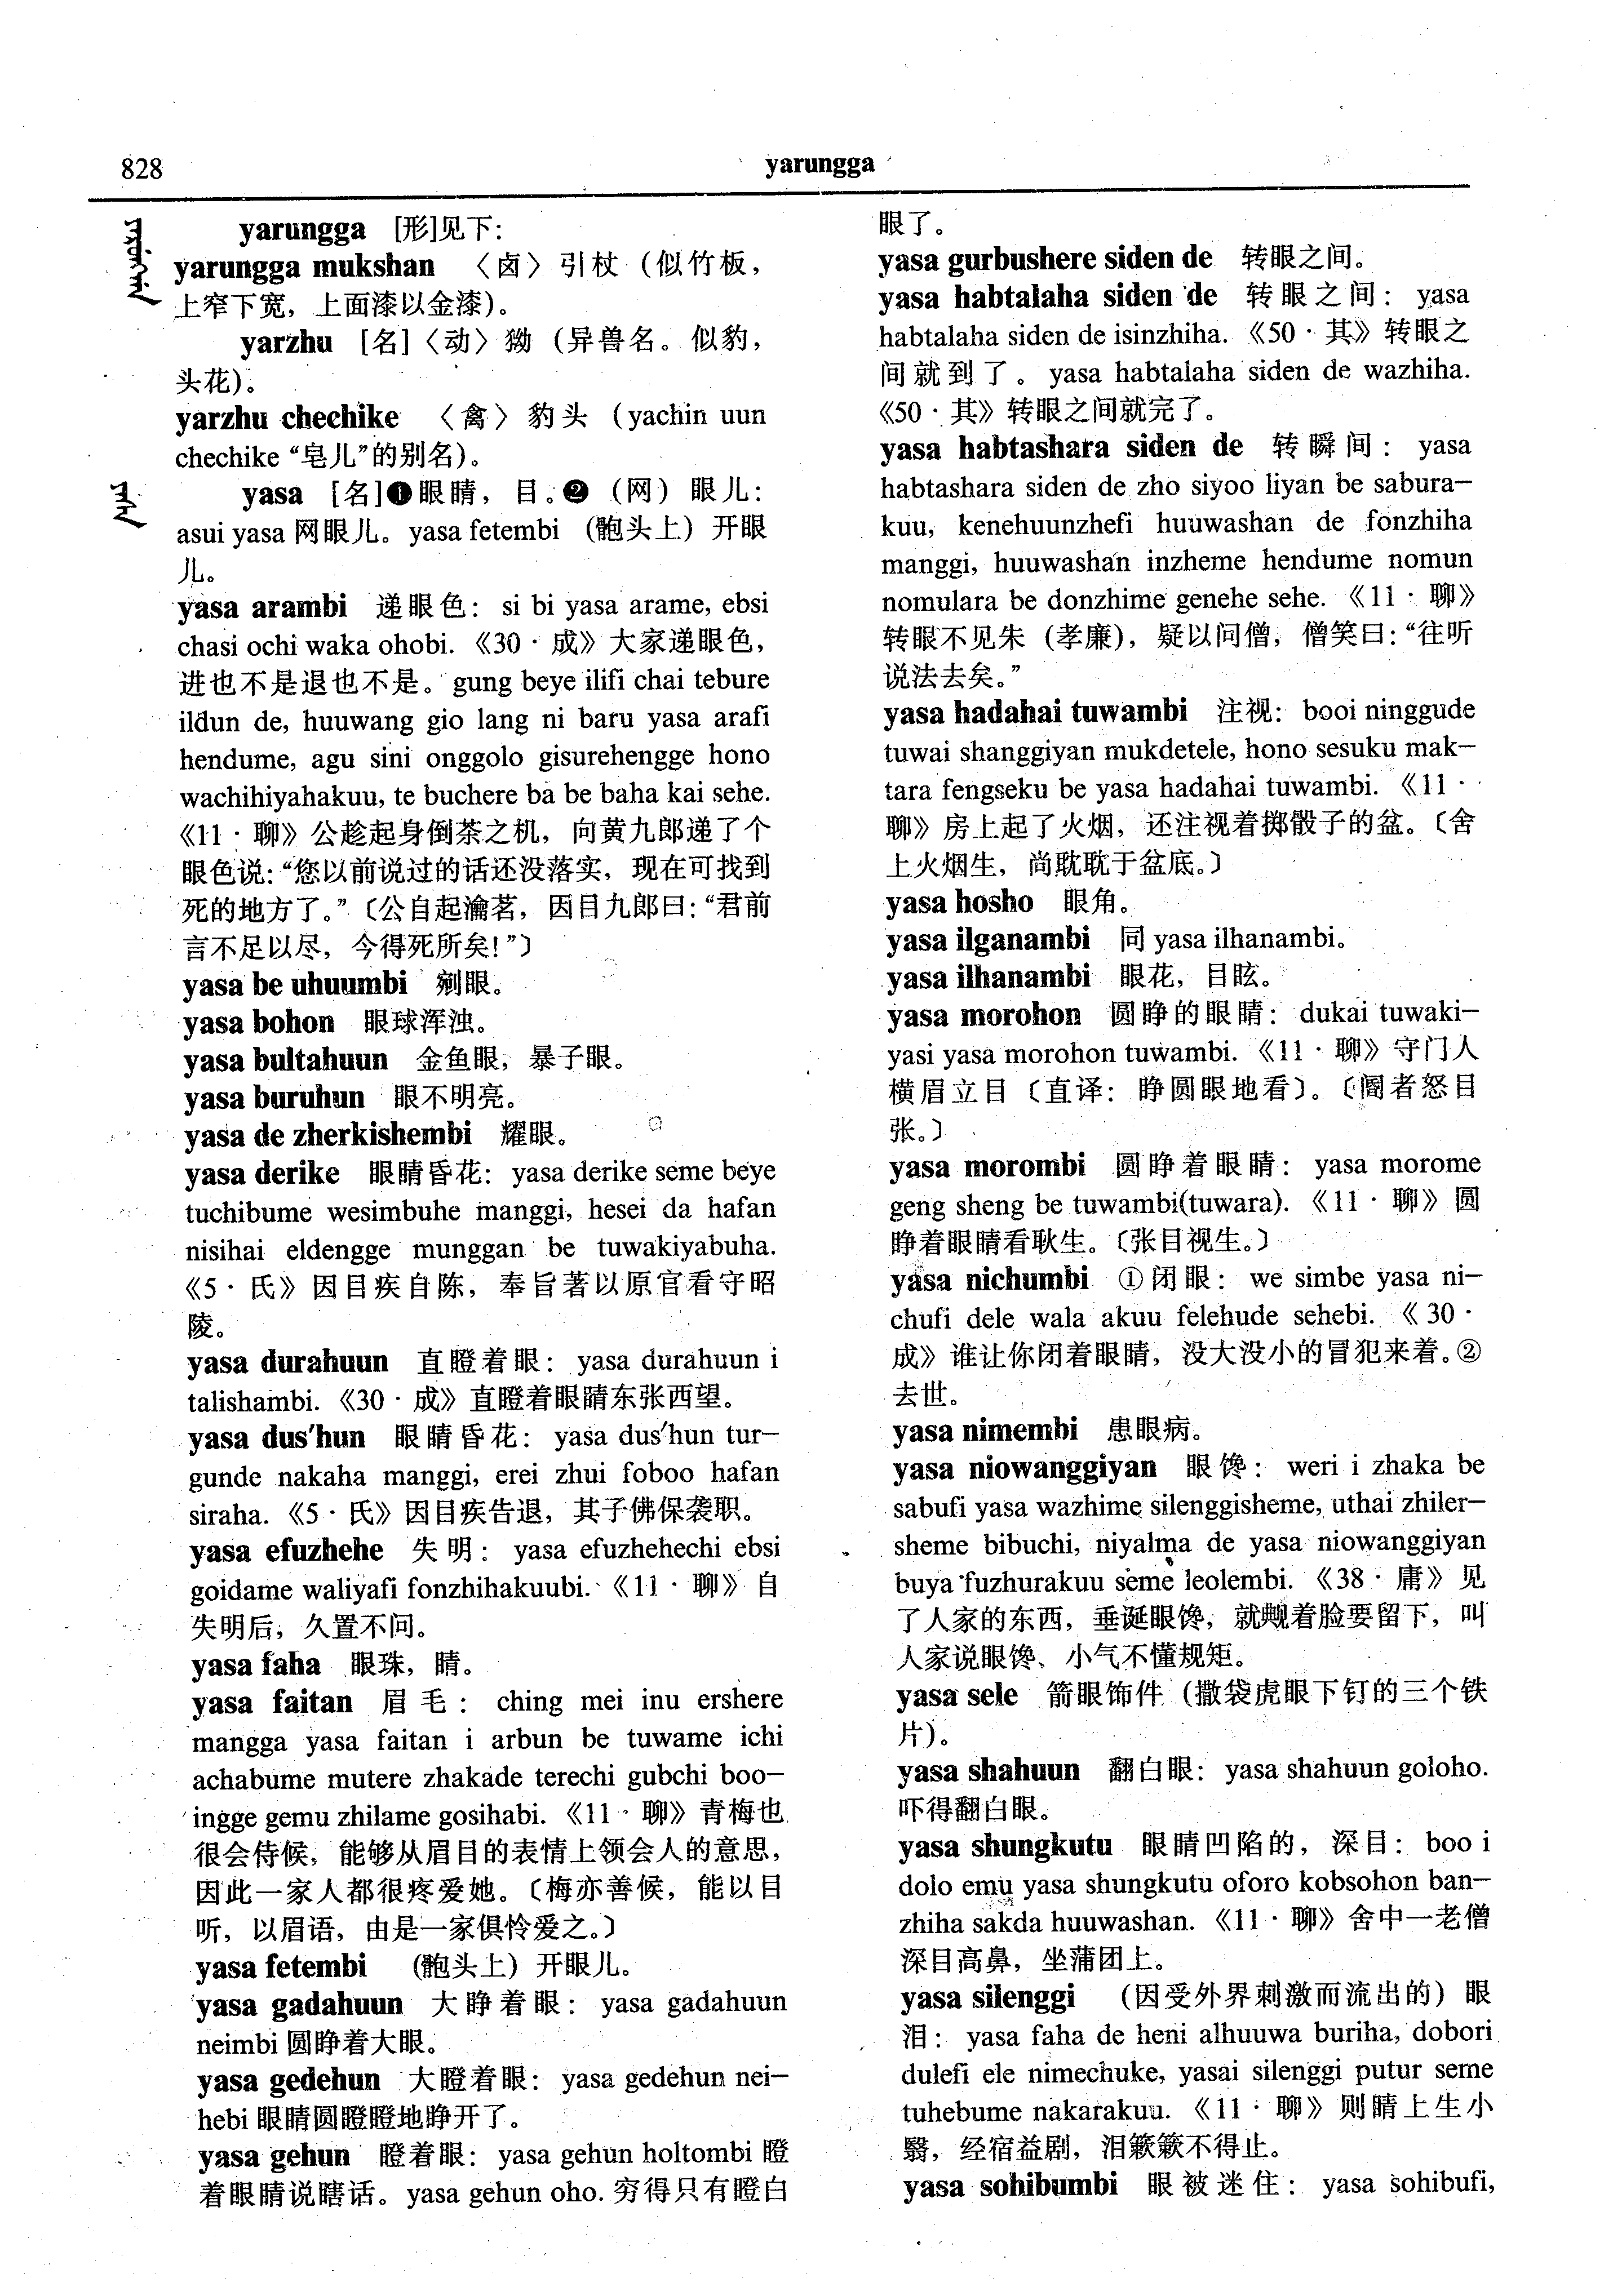 828
yarungga
yarungga [形]见下:
yarungga mukshan 〈卤〉引杖（似竹板，
上窄下宽，上面漆以金漆）。
yarzhu [名]〈动〉狕（异兽名。似豹，
头花）。
yarzhu chechike 〈禽〉豹头（yachin uun
chechike “皂儿”的别名）。
yasa [名]❶眼睛，目。❷（网）眼儿：
asui yasa 网眼儿。yasa fetembi （骲头上）开眼
儿。
yasa arambi 递眼色：si bi yasa arame, ebsi
chasi ochi waka ohobi.《30·成》大家递眼色，
进也不是退也不是。gung beye ilifi chai tebure
ildun de, huuwang gio lang ni baru yasa arafi
hendume, agu sini onggolo gisurehengge hono
wachihiyahakuu, te buchere ba be baha kai sehe.
《11·聊》公趁起身倒茶之机，向黄九郎递了个
眼色说：“您以前说过的话还没落实，现在可找到
死的地方了。”〔公自起瀹茗，因目九郎曰：“君前
言不足以尽，今得死所矣！”〕
yasa be uhuumbi 剜眼。
yasa bohon 眼球浑浊。
yasa bultahuun 金鱼眼，暴子眼。
yasa buruhun 眼不明亮。
yasa de zherkishembi 耀眼。
yasa derike 眼睛昏花：yasa derike seme beye
tuchibume wesimbuhe manggi, hesei da hafan
nisihai eldengge munggan be tuwakiyabuha.
《5·氏》因目疾自陈，奉旨著以原官看守昭
陵。
yasa durahuun 直瞪着眼：yasa durahuun i
talishambi.《30·成》直瞪着眼睛东张西望。
yasa dus'hun 眼睛昏花：yasa dus'hun tur-
gunde nakaha manggi, erei zhui foboo hafan
siraha.《5·氏》因目疾告退，其子佛保袭职。
yasa efuzhehe 失明：yasa efuzhehechi ebsi
goidame waliyafi fonzhihakuubi.《11·聊》自
失明后，久置不问。
yasa faha 眼珠，睛。
yasa faitan 眉毛：ching mei inu ershere
mangga yasa faitan i arbun be tuwame ichi
achabume mutere zhakade terechi gubchi boo-
ingge gemu zhilame gosihabi.《11·聊》青梅也
很会侍候，能够从眉目的表情上领会人的意思，
因此一家人都很疼爱她。〔梅亦善候，能以目
听，以眉语，由是一家俱怜爱之。〕
yasa fetembi （骲头上）开眼儿。
yasa gadahuun 大睁着眼：yasa gadahuun
neimbi 圆睁着大眼。
yasa gedehun 大瞪着眼：yasa gedehun nei-
hebi 眼睛圆瞪瞪地睁开了。
yasa gehun 瞪着眼：yasa gehun holtombi 瞪
着眼睛说瞎话。yasa gehun oho. 穷得只有瞪白
眼了。
yasa gurbushere siden de 转眼之间。
yasa habtalaha siden de 转眼之间：yasa
habtalaha siden de isinzhiha.《50·其》转眼之
间就到了。yasa habtalaha siden de wazhiha.
《50·其》转眼之间就完了。
yasa habtashara siden de 转瞬间：yasa
habtashara siden de zho siyoo liyan be sabura-
kuu, kenehuunzhefi huuwashan de fonzhiha
manggi, huuwashan inzheme hendume nomun
nomulara be donzhime genehe sehe.《11·聊》
转眼不见朱（孝廉），疑以问僧，僧笑曰：“往听
说法去矣。”
yasa hadahai tuwambi 注视：booi ninggude
tuwai shanggiyan mukdetele, hono sesuku mak-
tara fengseku be yasa hadahai tuwambi.《11·
聊》房上起了火烟，还注视着掷骰子的盆。〔舍
上火烟生，尚眈眈于盆底。〕
yasa hosho 眼角。
yasa ilganambi 同 yasa ilhanambi。
yasa ilhanambi 眼花，目眩。
yasa morohon 圆睁的眼睛：dukai tuwaki-
yasi yasa morohon tuwambi.《11·聊》守门人
横眉立目〔直译：睁圆眼地看〕。〔阍者怒目
张。〕
yasa morombi 圆睁着眼睛：yasa morome
geng sheng be tuwambi(tuwara).《11·聊》圆
睁着眼睛看耿生。〔张目视生。〕
yasa nichumbi ①闭眼：we simbe yasa ni-
chufi dele wala akuu felehude sehebi.《30·
成》谁让你闭着眼睛，没大没小的冒犯来着。②
去世。
yasa nimembi 患眼病。
yasa niowanggiyan 眼馋：weri i zhaka be
sabufi yasa wazhime silenggisheme, uthai zhiler-
sheme bibuchi, niyalma de yasa niowanggiyan
buya fuzhurakuu seme leolembi.《38·庸》见
了人家的东西，垂涎眼馋，就觍着脸要留下，叫
人家说眼馋、小气不懂规矩。
yasa sele 箭眼饰件（撒袋虎眼下钉的三个铁
片）。
yasa shahuun 翻白眼：yasa shahuun goloho.
吓得翻白眼。
yasa shungkutu 眼睛凹陷的，深目：boo i
dolo emu yasa shungkutu oforo kobsohon ban-
zhiha sakda huuwashan.《11·聊》舍中一老僧
深目高鼻，坐蒲团上。
yasa silenggi （因受外界刺激而流出的）眼
泪：yasa faha de heni alhuuwa buriha, dobori
dulefi ele nimechuke, yasai silenggi putur seme
tuhebume nakarakuu.《11·聊》则睛上生小
翳，经宿益剧，泪簌簌不得止。
yasa sohibumbi 眼被迷住：yasa sohibufi,